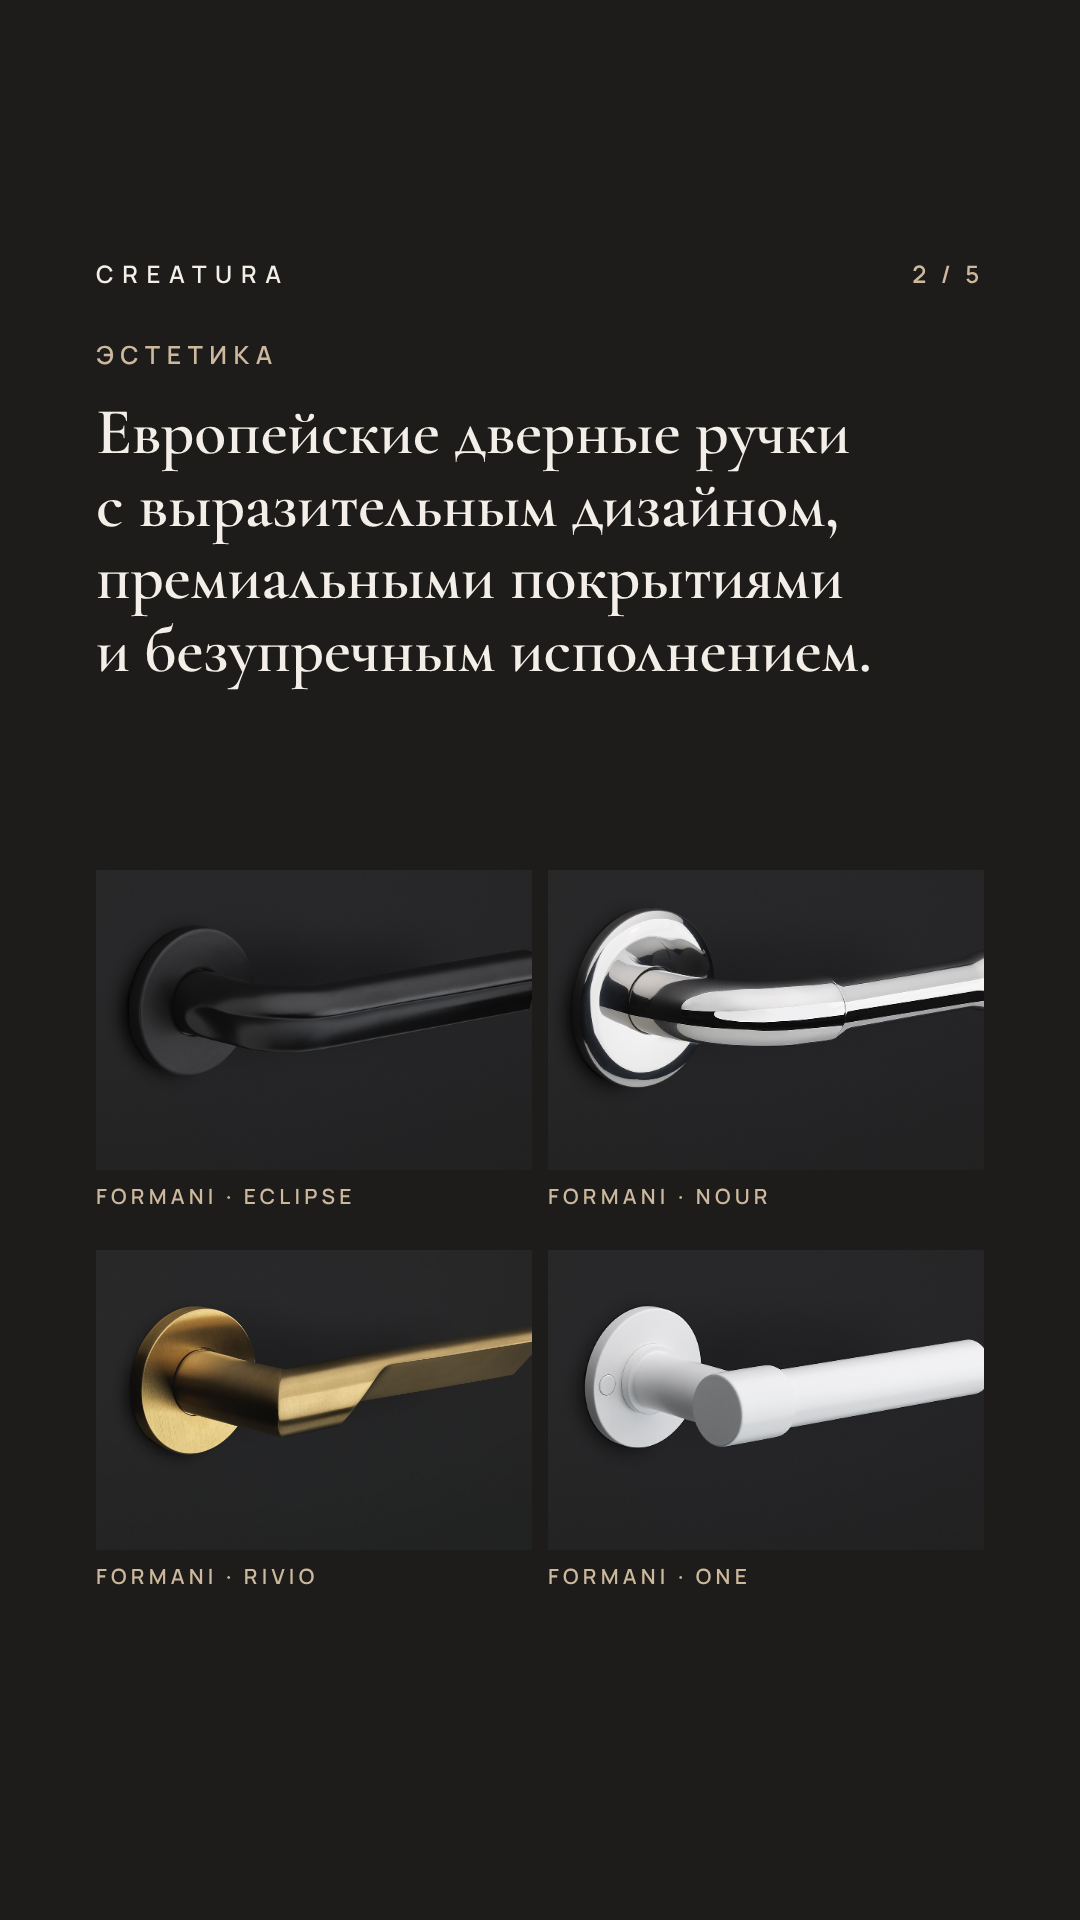 CREATURA
2 / 5
ЭСТЕТИКА
Европейские дверные ручки
с выразительным дизайном,
премиальными покрытиями
и безупречным исполнением.
FORMANI · ECLIPSE
FORMANI · NOUR
FORMANI · RIVIO
FORMANI · ONE